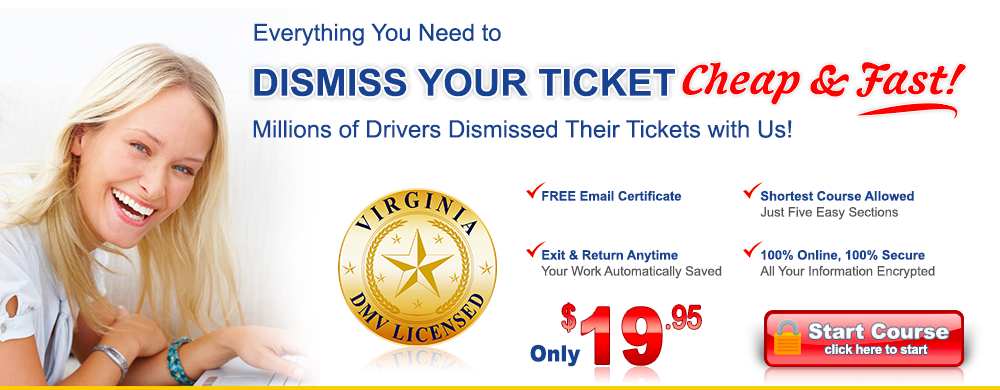 Everything You Need to
DISMISS YOUR TICKET Cheap & Fast!
Millions of Drivers Dismissed Their Tickets with Us!
VIRGINIA
DMV LICENSED
FREE Email Certificate
Shortest Course Allowed
Just Five Easy Sections
Exit & Return Anytime
Your Work Automatically Saved
100% Online, 100% Secure
All Your Information Encrypted
Only $19.95
Start Course
click here to start